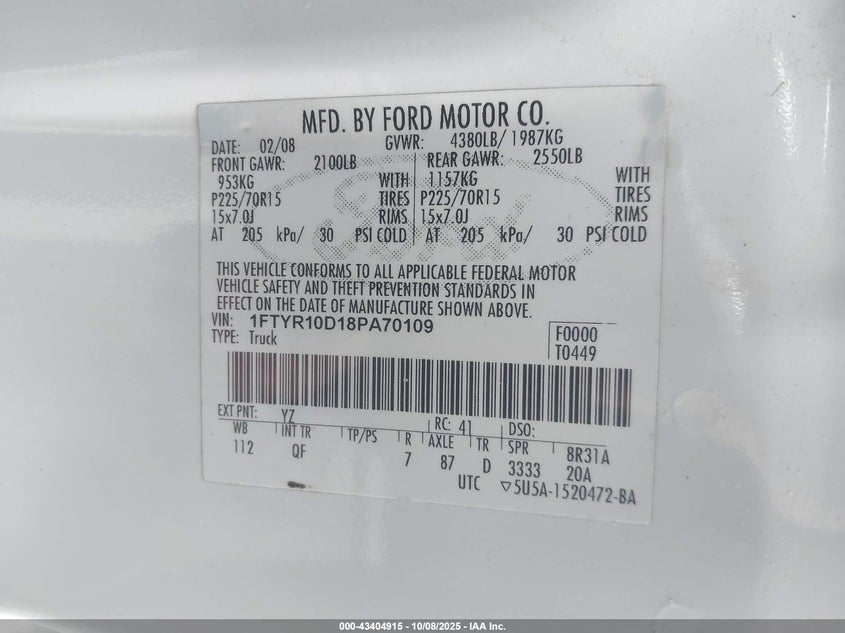 MFD. BY FORD MOTOR CO.
DATE: 02/08 GVWR: 4380LB/ 1987KG
FRONT GAWR: 2100LB REAR GAWR: 2550LB
953KG WITH 1157KG WITH
P225/70R15 TIRES P225/70R15 TIRES
15x7.0J RIMS 15x7.0J RIMS
AT 205 kPa/ 30 PSI COLD AT 205 kPa/ 30 PSI COLD
THIS VEHICLE CONFORMS TO ALL APPLICABLE FEDERAL MOTOR
VEHICLE SAFETY AND THEFT PREVENTION STANDARDS IN
EFFECT ON THE DATE OF MANUFACTURE SHOWN ABOVE.
VIN: 1FTYR10D18PA70109 F0000
TYPE: Truck T0449
EXT PNT: YZ RC: 41 DSO:
WB INT TR TP/PS R AXLE TR SPR 8R31A
112 QF 7 87 D 3333 20A
UTC ▽5U5A-1520472-BA
000-43404915 - 10/08/2025 - IAA Inc.